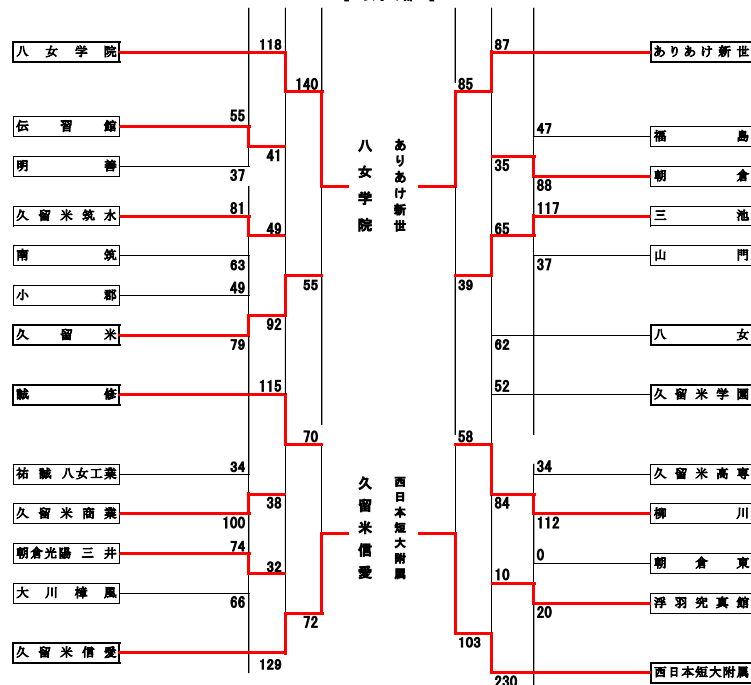 八女学院
118
140
伝習館
55
41
明善
37
久留米筑水
81
49
南筑
63
小郡
49
55
久留米
92
79
誠修
115
70
祐誠 八女工業
34
38
久留米商業
100
朝倉光陽 三井
74
32
大川樟風
66
72
久留米信愛
129
八女学院
ありあけ新世
久留米信愛
西日本短大附属
87
ありあけ新世
85
47
福島
35
朝倉
88
117
三池
65
山門
37
39
八女
62
52
久留米学園
58
34
久留米高専
84
柳川
112
0
朝倉東
10
浮羽究真館
20
103
西日本短大附属
230